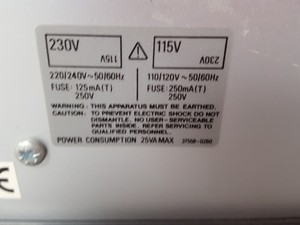 230V 115V
115V 230V
220/240V~50/60Hz 110/120V~50/60Hz
FUSE: 125mA(T) FUSE: 250mA(T)
250V 250V
WARNING: THIS APPARATUS MUST BE EARTHED.
CAUTION: TO PREVENT ELECTRIC SHOCK DO NOT
DISMANTLE. NO USER-SERVICEABLE
PARTS INSIDE. REFER SERVICING TO
QUALIFIED PERSONNEL.
POWER CONSUMPTION 25VA MAX
CE